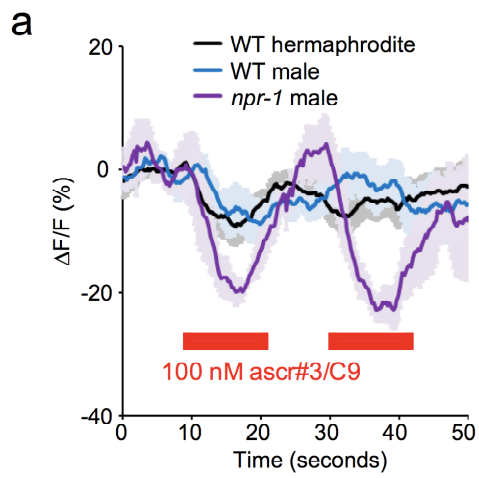 a
20
WT hermaphrodite
WT male
npr-1 male
0
ΔF/F (%)
-20
100 nM ascr#3/C9
-40
0 10 20 30 40 50
Time (seconds)